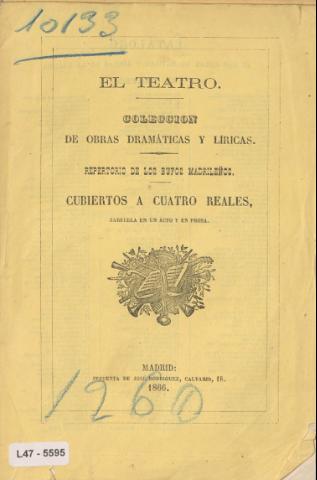 10133
EL TEATRO.
COLECCION
DE OBRAS DRAMÁTICAS Y LÍRICAS.
REPERTORIO DE LOS BUFOS MADRILEÑOS.
CUBIERTOS A CUATRO REALES,
ZARZUELA EN UN ACTO Y EN PROSA.
MADRID:
IMPRENTA DE JOSÉ RODRIGUEZ, CALVARIO, 18.
1866.
1260
L47 - 5595